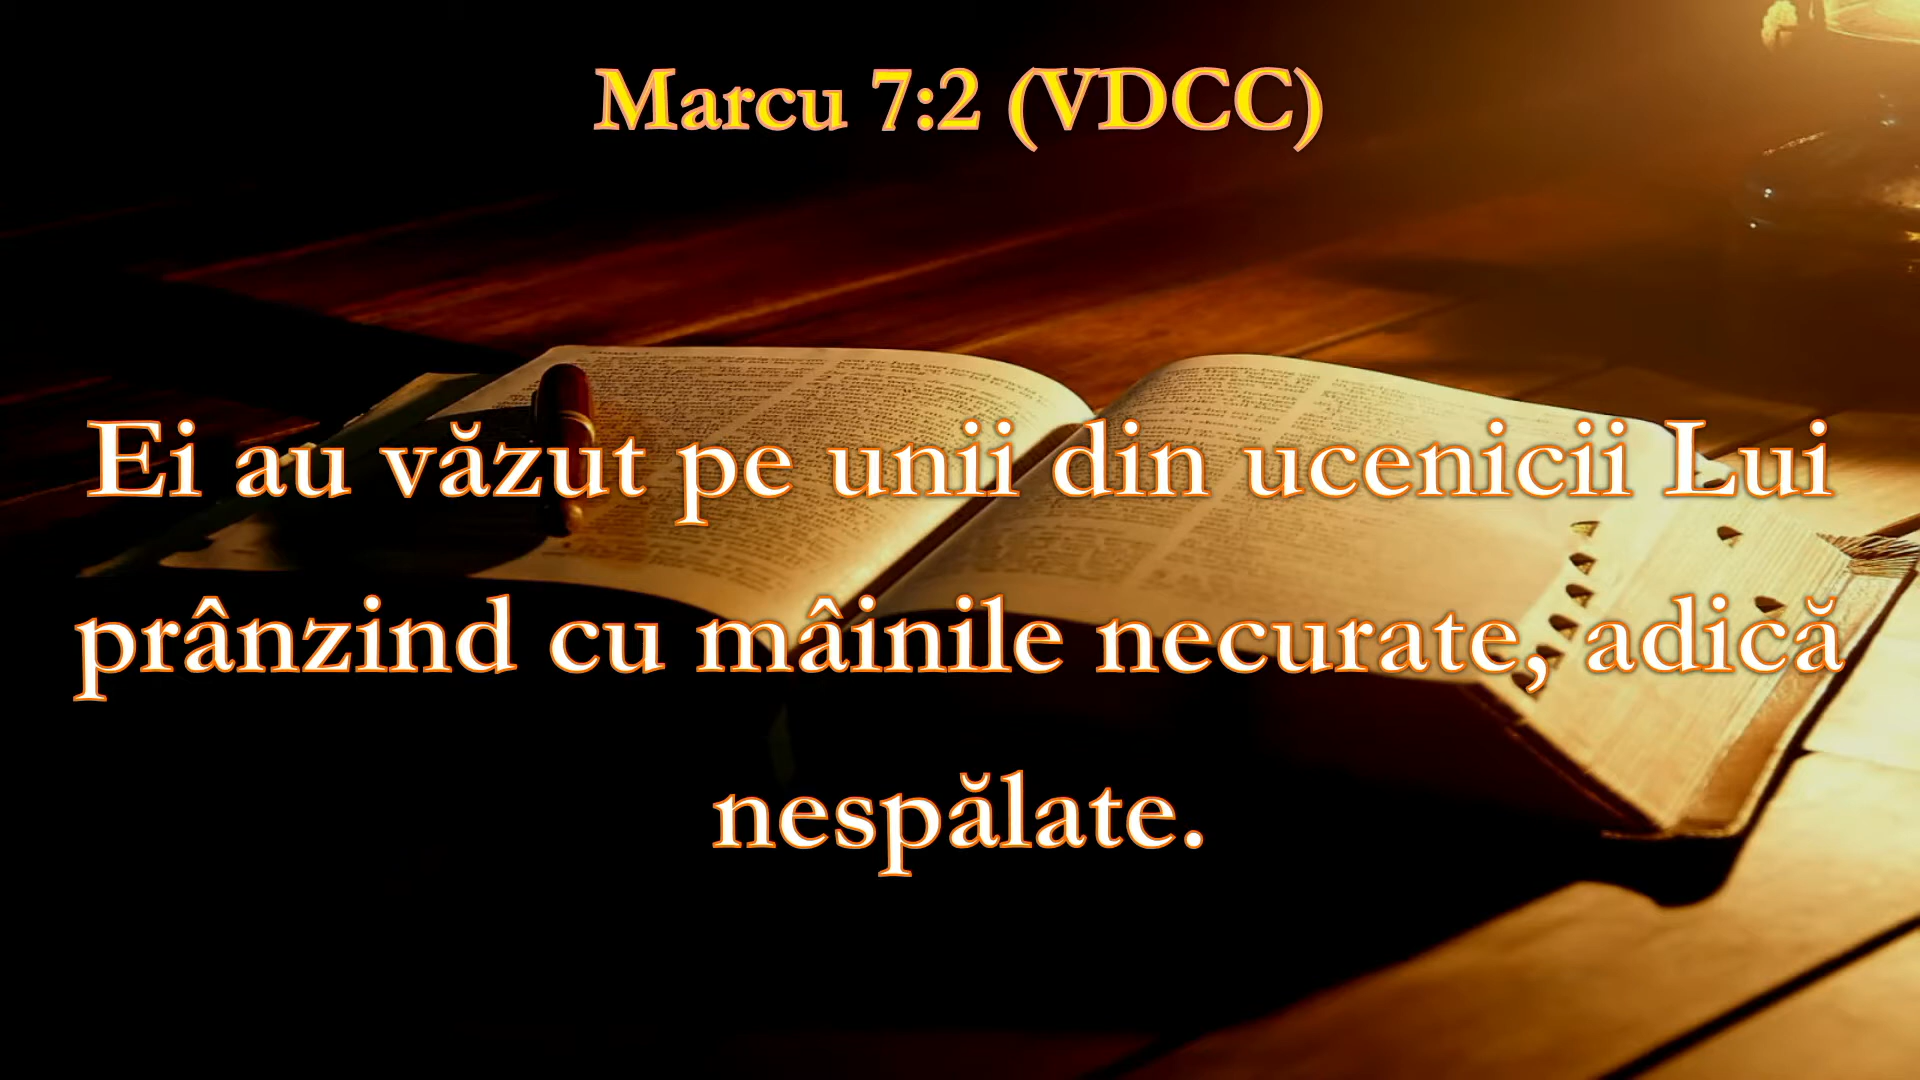 Marcu 7:2 (VDCC)
Ei au văzut pe unii din ucenicii Lui
prânzind cu mâinile necurate, adică
nespălate.